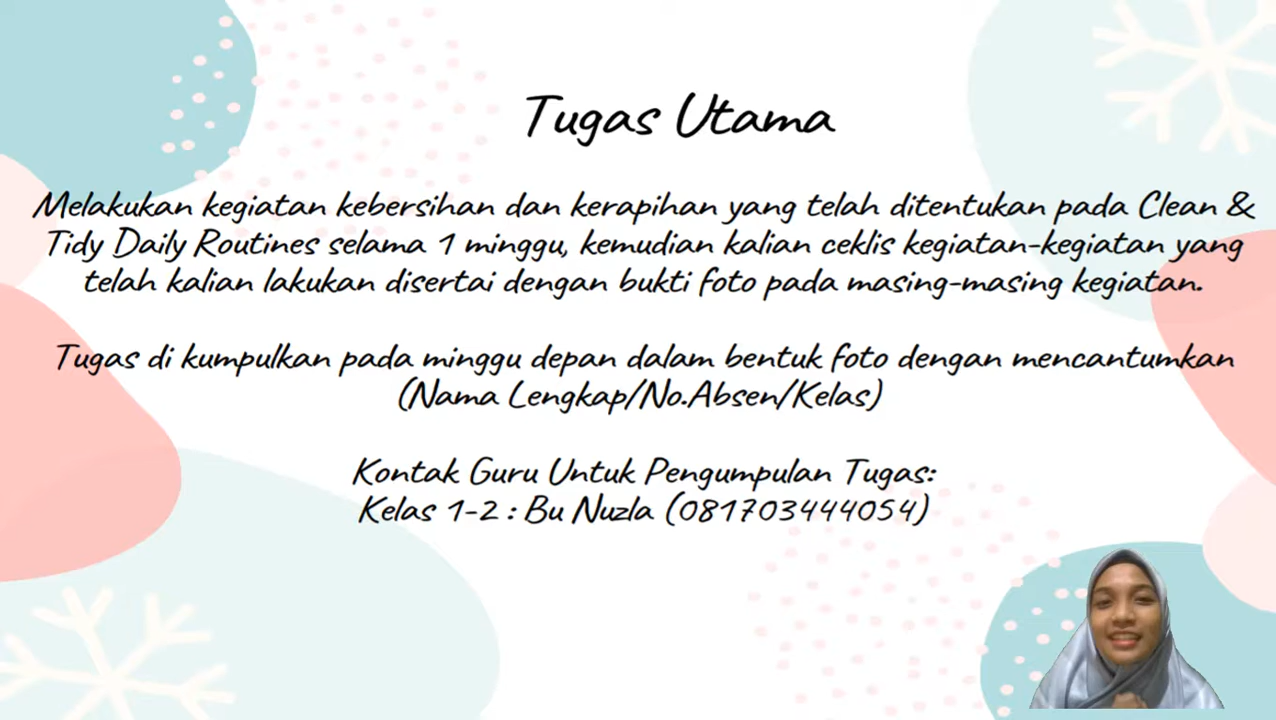 Tugas Utama
Melakukan kegiatan kebersihan dan kerapihan yang telah ditentukan pada Clean &
Tidy Daily Routines selama 1 minggu, kemudian kalian ceklis kegiatan-kegiatan yang
telah kalian lakukan disertai dengan bukti foto pada masing-masing kegiatan.
Tugas di kumpulkan pada minggu depan dalam bentuk foto dengan mencantumkan
(Nama Lengkap/No.Absen/Kelas)
Kontak Guru Untuk Pengumpulan Tugas:
Kelas 1-2 : Bu Nuzla (081703444054)